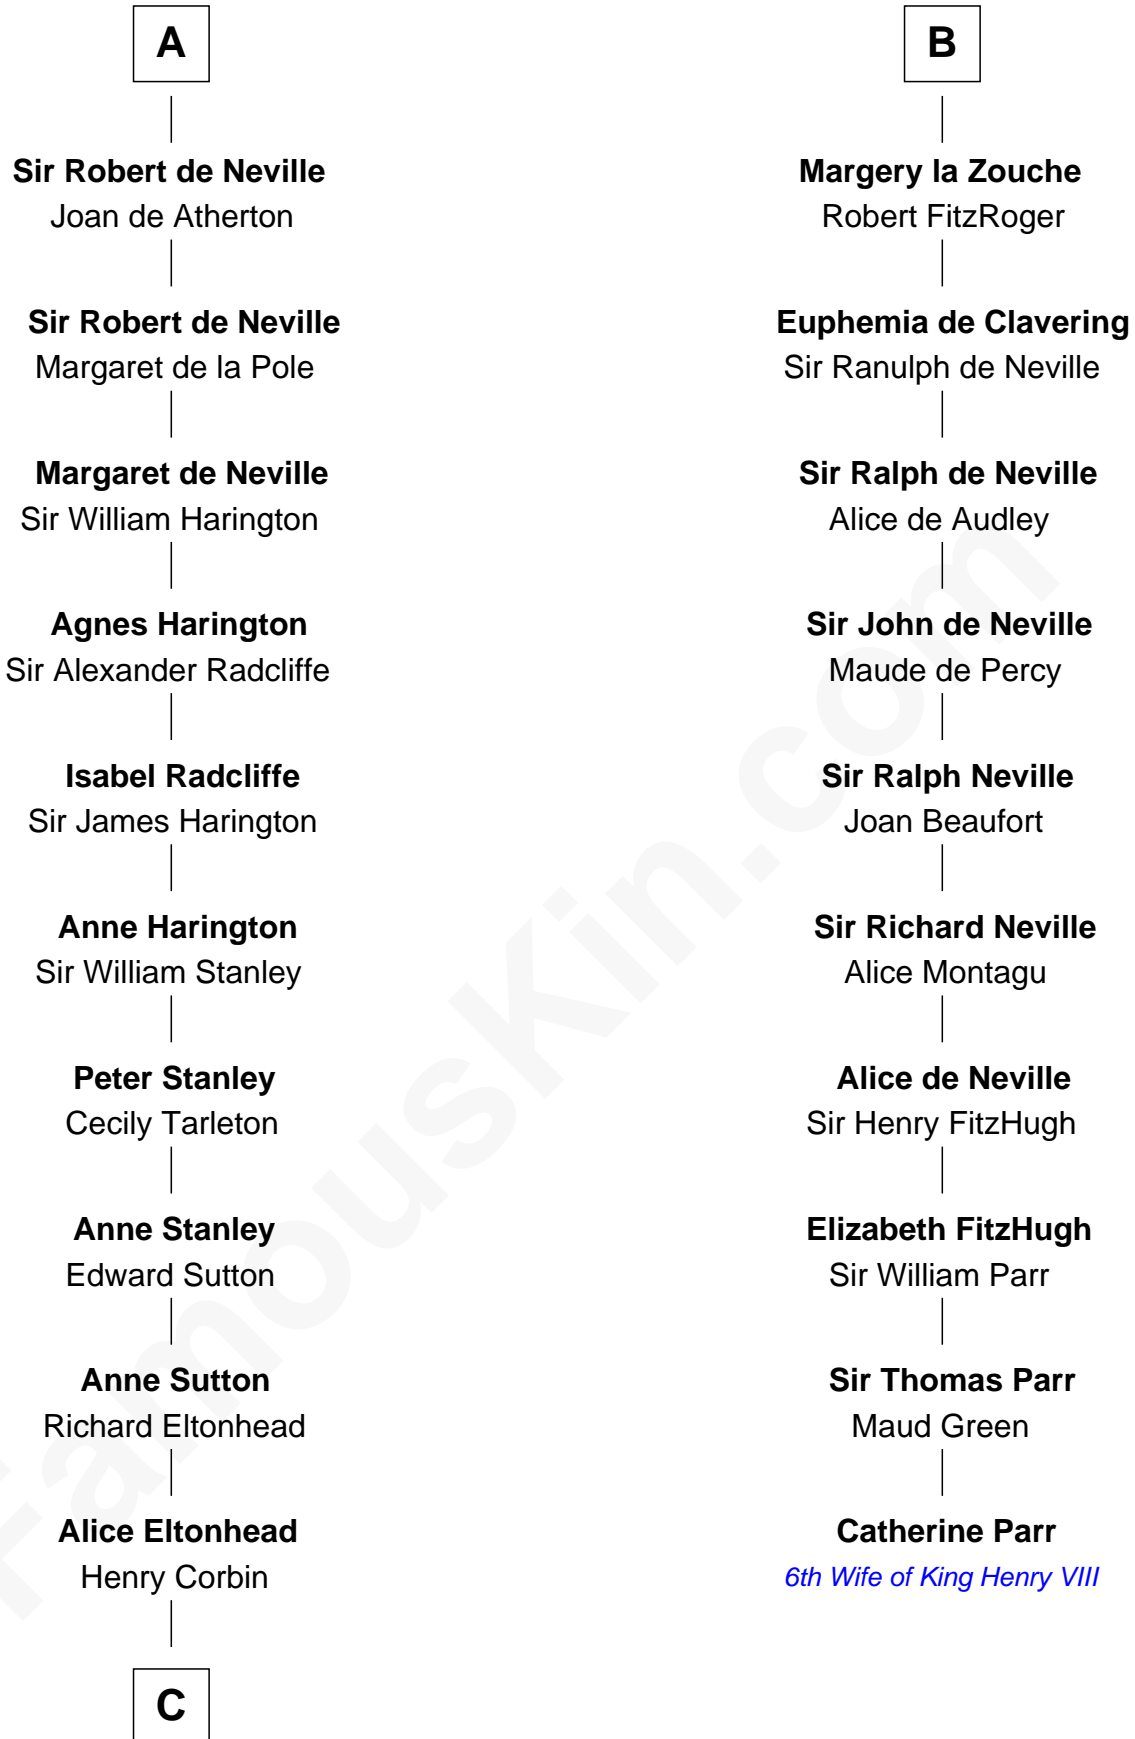 A
Sir Robert de Neville
Joan de Atherton
Sir Robert de Neville
Margaret de la Pole
Margaret de Neville
Sir William Harington
Agnes Harington
Sir Alexander Radcliffe
Isabel Radcliffe
Sir James Harington
Anne Harington
Sir William Stanley
Peter Stanley
Cecily Tarleton
Anne Stanley
Edward Sutton
Anne Sutton
Richard Eltonhead
Alice Eltonhead
Henry Corbin
C
B
Margery la Zouche
Robert FitzRoger
Euphemia de Clavering
Sir Ranulph de Neville
Sir Ralph de Neville
Alice de Audley
Sir John de Neville
Maude de Percy
Sir Ralph Neville
Joan Beaufort
Sir Richard Neville
Alice Montagu
Alice de Neville
Sir Henry FitzHugh
Elizabeth FitzHugh
Sir William Parr
Sir Thomas Parr
Maud Green
Catherine Parr
6th Wife of King Henry VIII
FamousKin.com